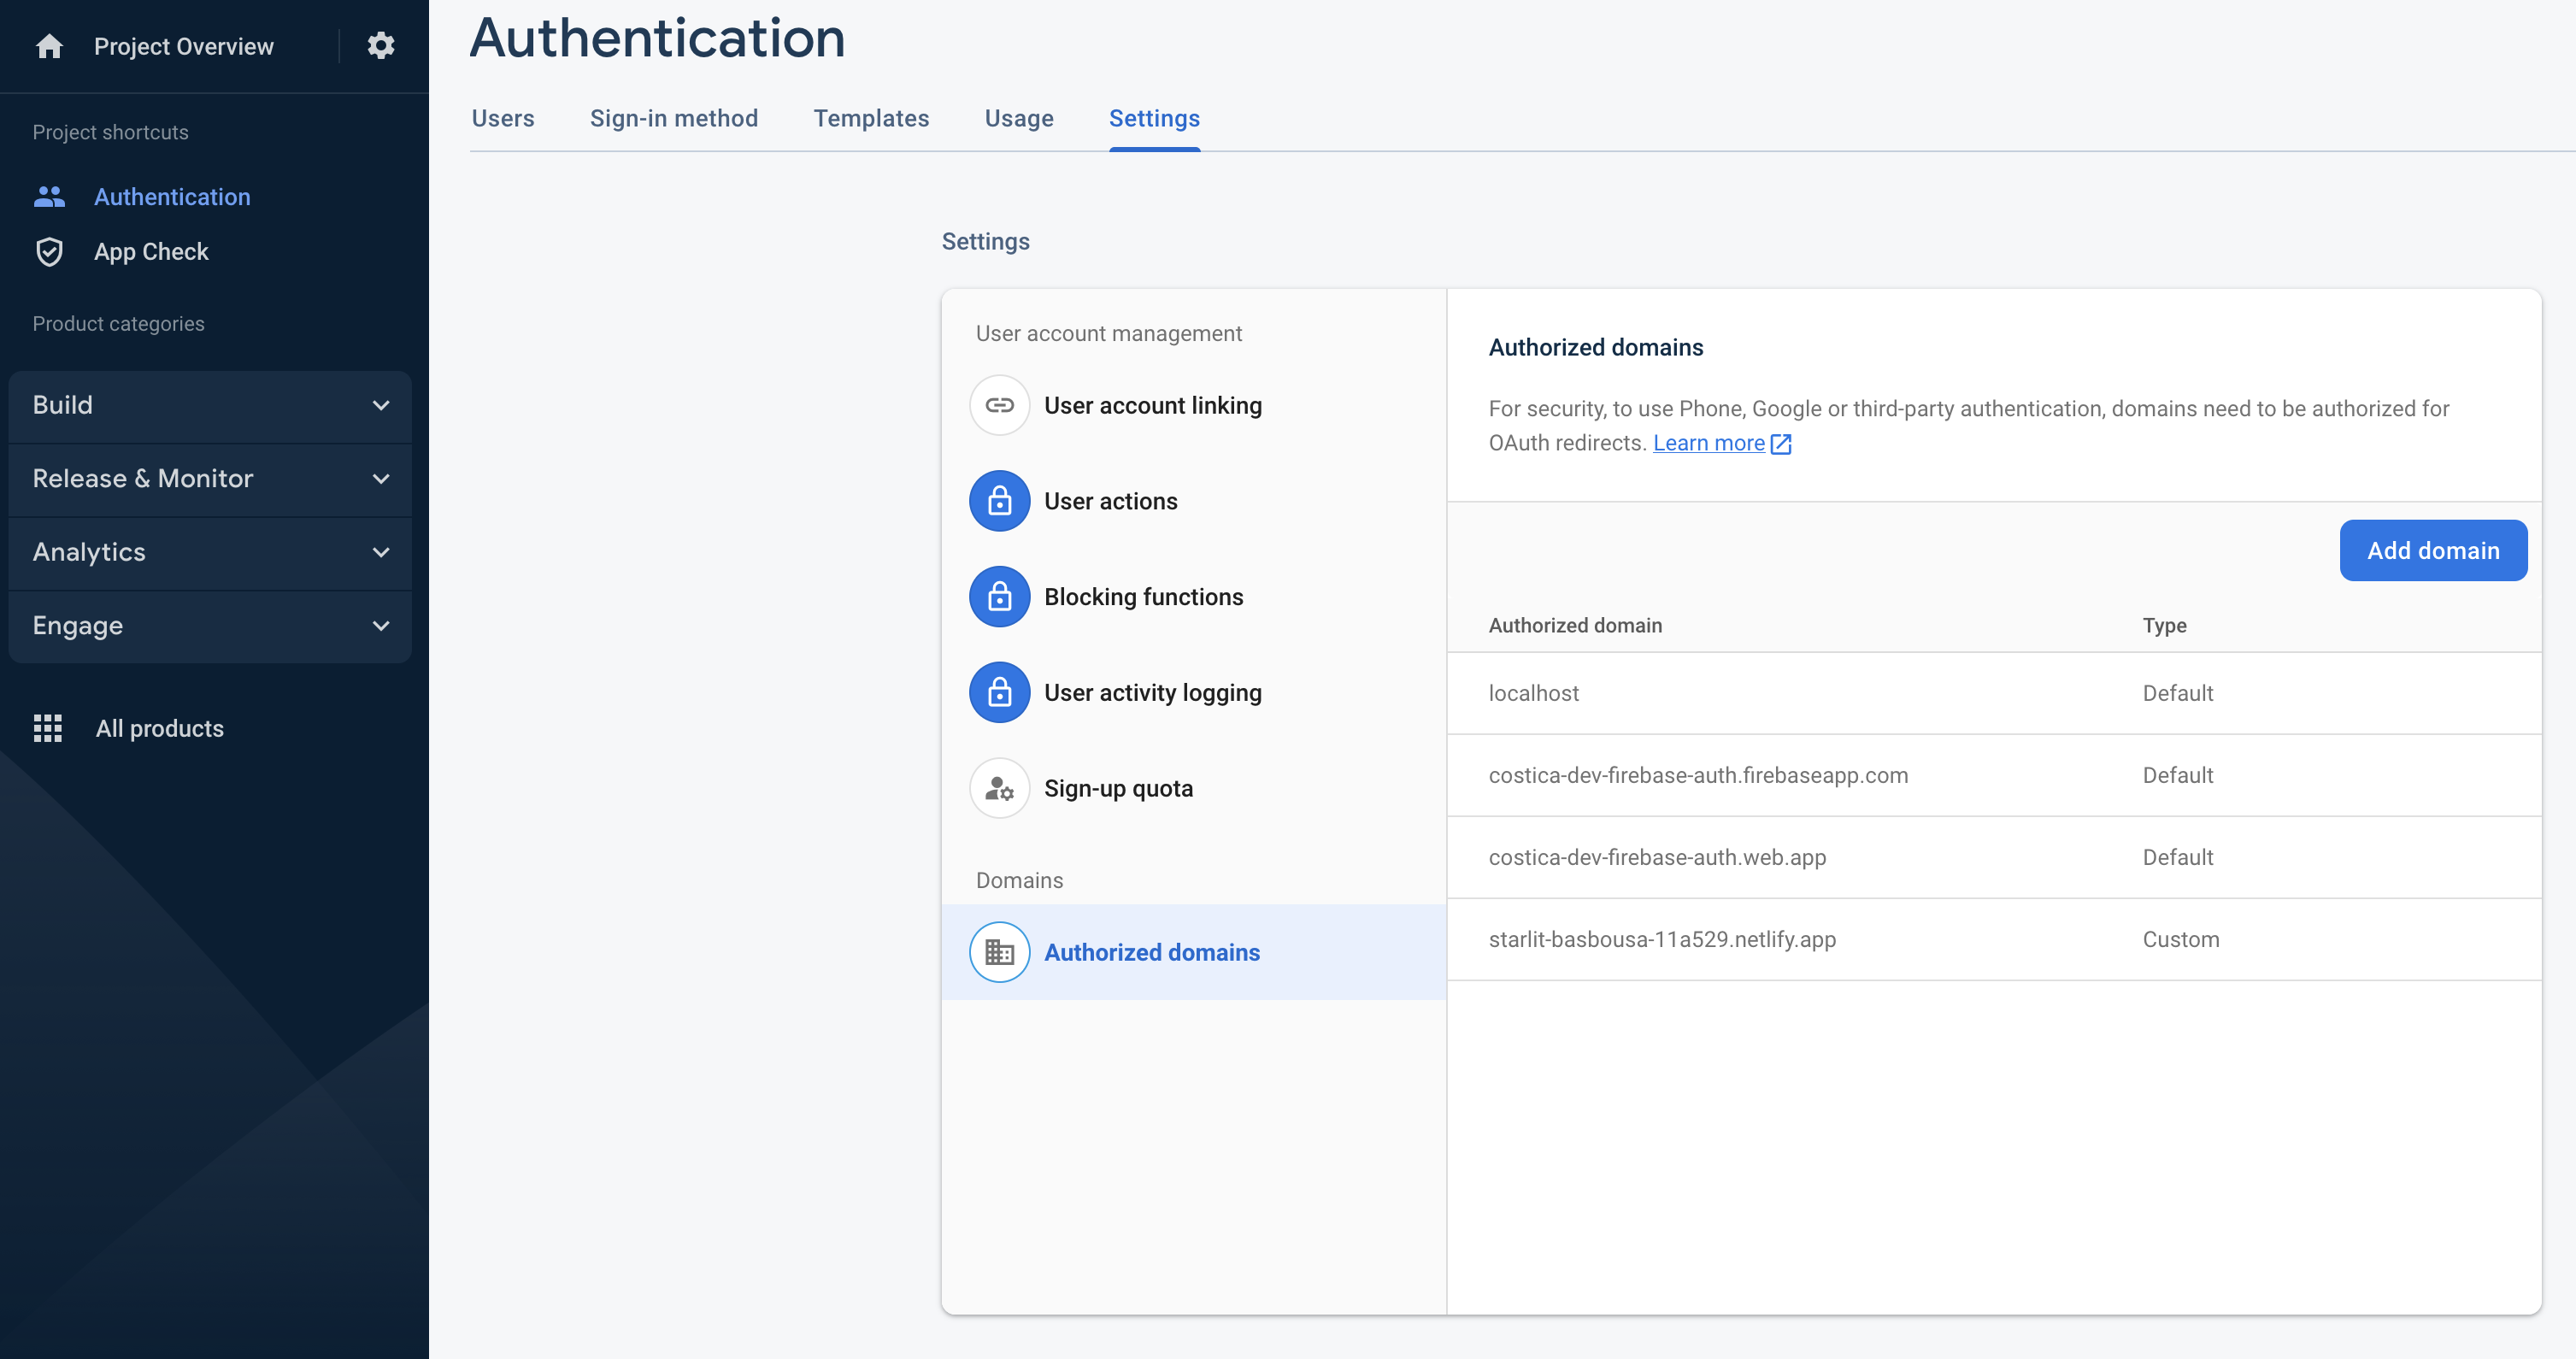 Project Overview
Project shortcuts
Authentication
App Check
Product categories
Build
Release & Monitor
Analytics
Engage
All products
Authentication
Users Sign-in method Templates Usage Settings
Settings
User account management
User account linking
User actions
Blocking functions
User activity logging
Sign-up quota
Domains
Authorized domains
Authorized domains
For security, to use Phone, Google or third-party authentication, domains need to be authorized for
OAuth redirects. Learn more
Add domain
Authorized domain Type
localhost Default
costica-dev-firebase-auth.firebaseapp.com Default
costica-dev-firebase-auth.web.app Default
starlit-basbousa-11a529.netlify.app Custom